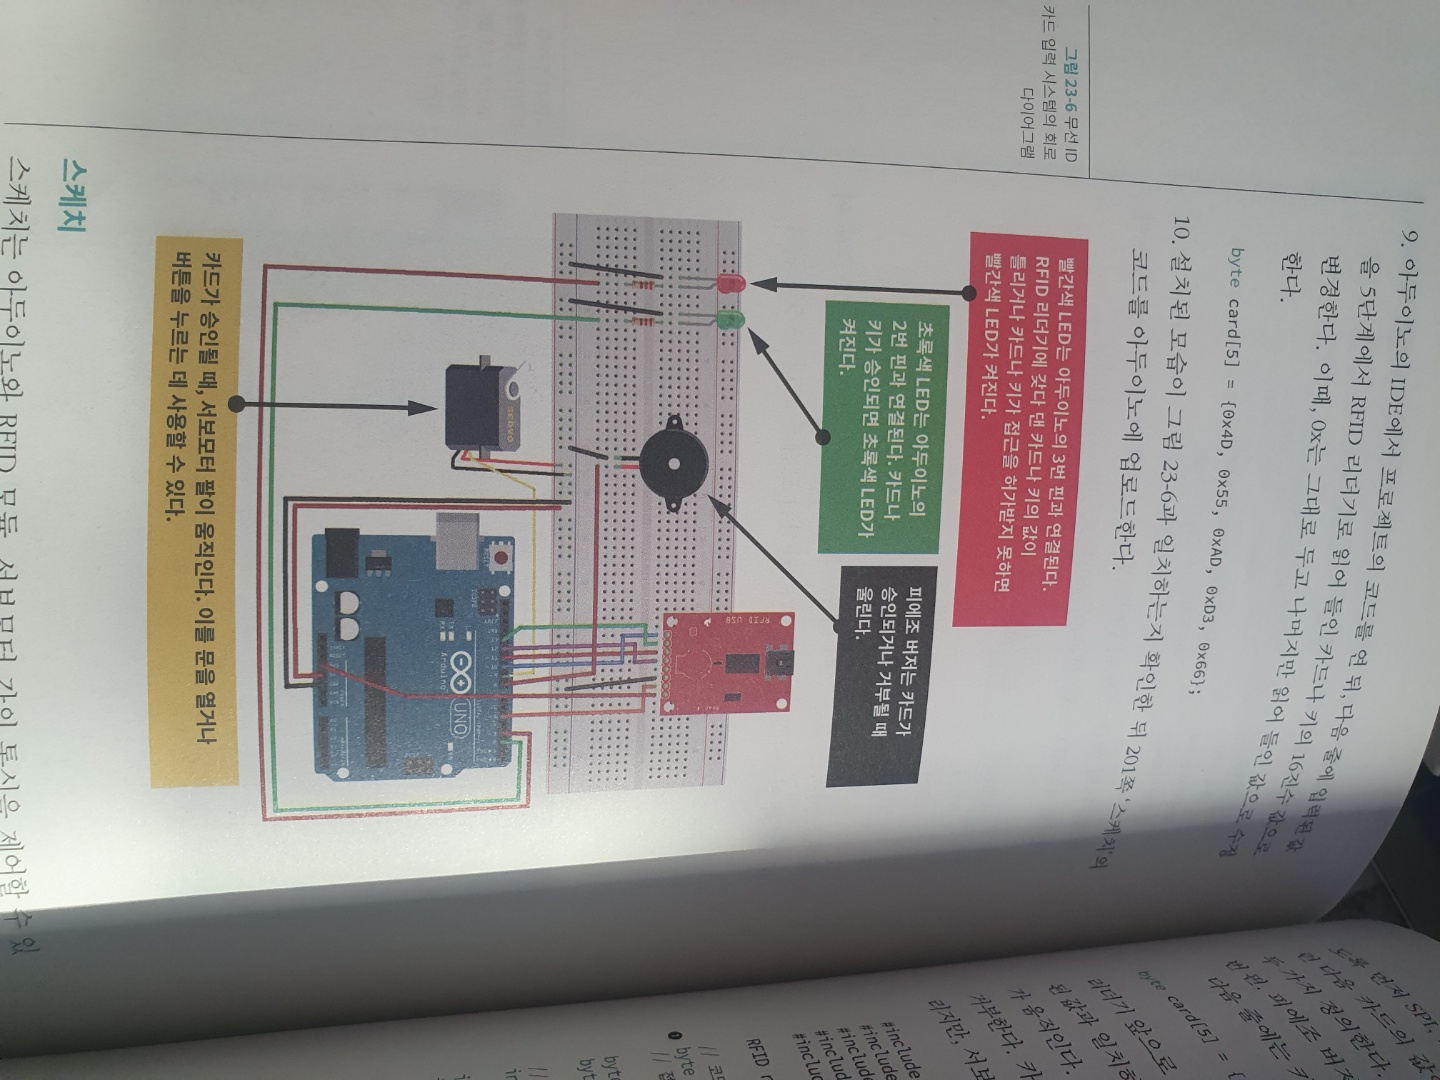 9. 아두이노의 IDE에서 프로젝트의 코드를 연 뒤, 다음 줄에 입력된 값
을 5단계에서 RFID 리더기로 읽어 들인 카드나 키의 16진수 값으로
변경한다. 이때, 0x는 그대로 두고 나머지만 읽어 들인 값으로 수정
한다.
byte card[5] = {0x4D, 0x55, 0xAD, 0xD3, 0x66};
10. 설치된 모습이 그림 23-6과 일치하는지 확인한 뒤 201쪽 ‘스케치’의
코드를 아두이노에 업로드한다.
그림 23-6 무선 ID
카드 입력 시스템의 회로
다이어그램
빨간색 LED는 아두이노의 3번 핀과 연결된다.
RFID 리더기에 갖다 댄 카드나 키의 값이
틀리거나 카드나 키가 접근을 허가받지 못하면
빨간색 LED가 켜진다.
초록색 LED는 아두이노의
2번 핀과 연결된다. 카드나
키가 승인되면 초록색 LED가
켜진다.
피에조 버저는 카드가
승인되거나 거부될 때
울린다.
RFID USB
SERVO
RESET
ICSP2
TX
RX
Arduino
UNO
ON
카드가 승인될 때, 서보모터 팔이 움직인다. 이를 문을 열거나
버튼을 누르는 데 사용할 수 있다.
스케치
스케치는 아두이노와 RFID 모듈, 서보모터 간의 통신을 제어할 수 있
도록 먼저 SPI,
런 다음 카드의 값
두 가지 정의한다.
번 핀, 피에조 버저
다음 줄에는 카
byte card[5] = {
리더기 앞으로
된 값과 일치하
가 움직인다.
거부한다. 카
리지만, 서보
#include
#include
#include
#include
#include
RFID
// 코
❶ byte
// 접
byte
byt
//
in